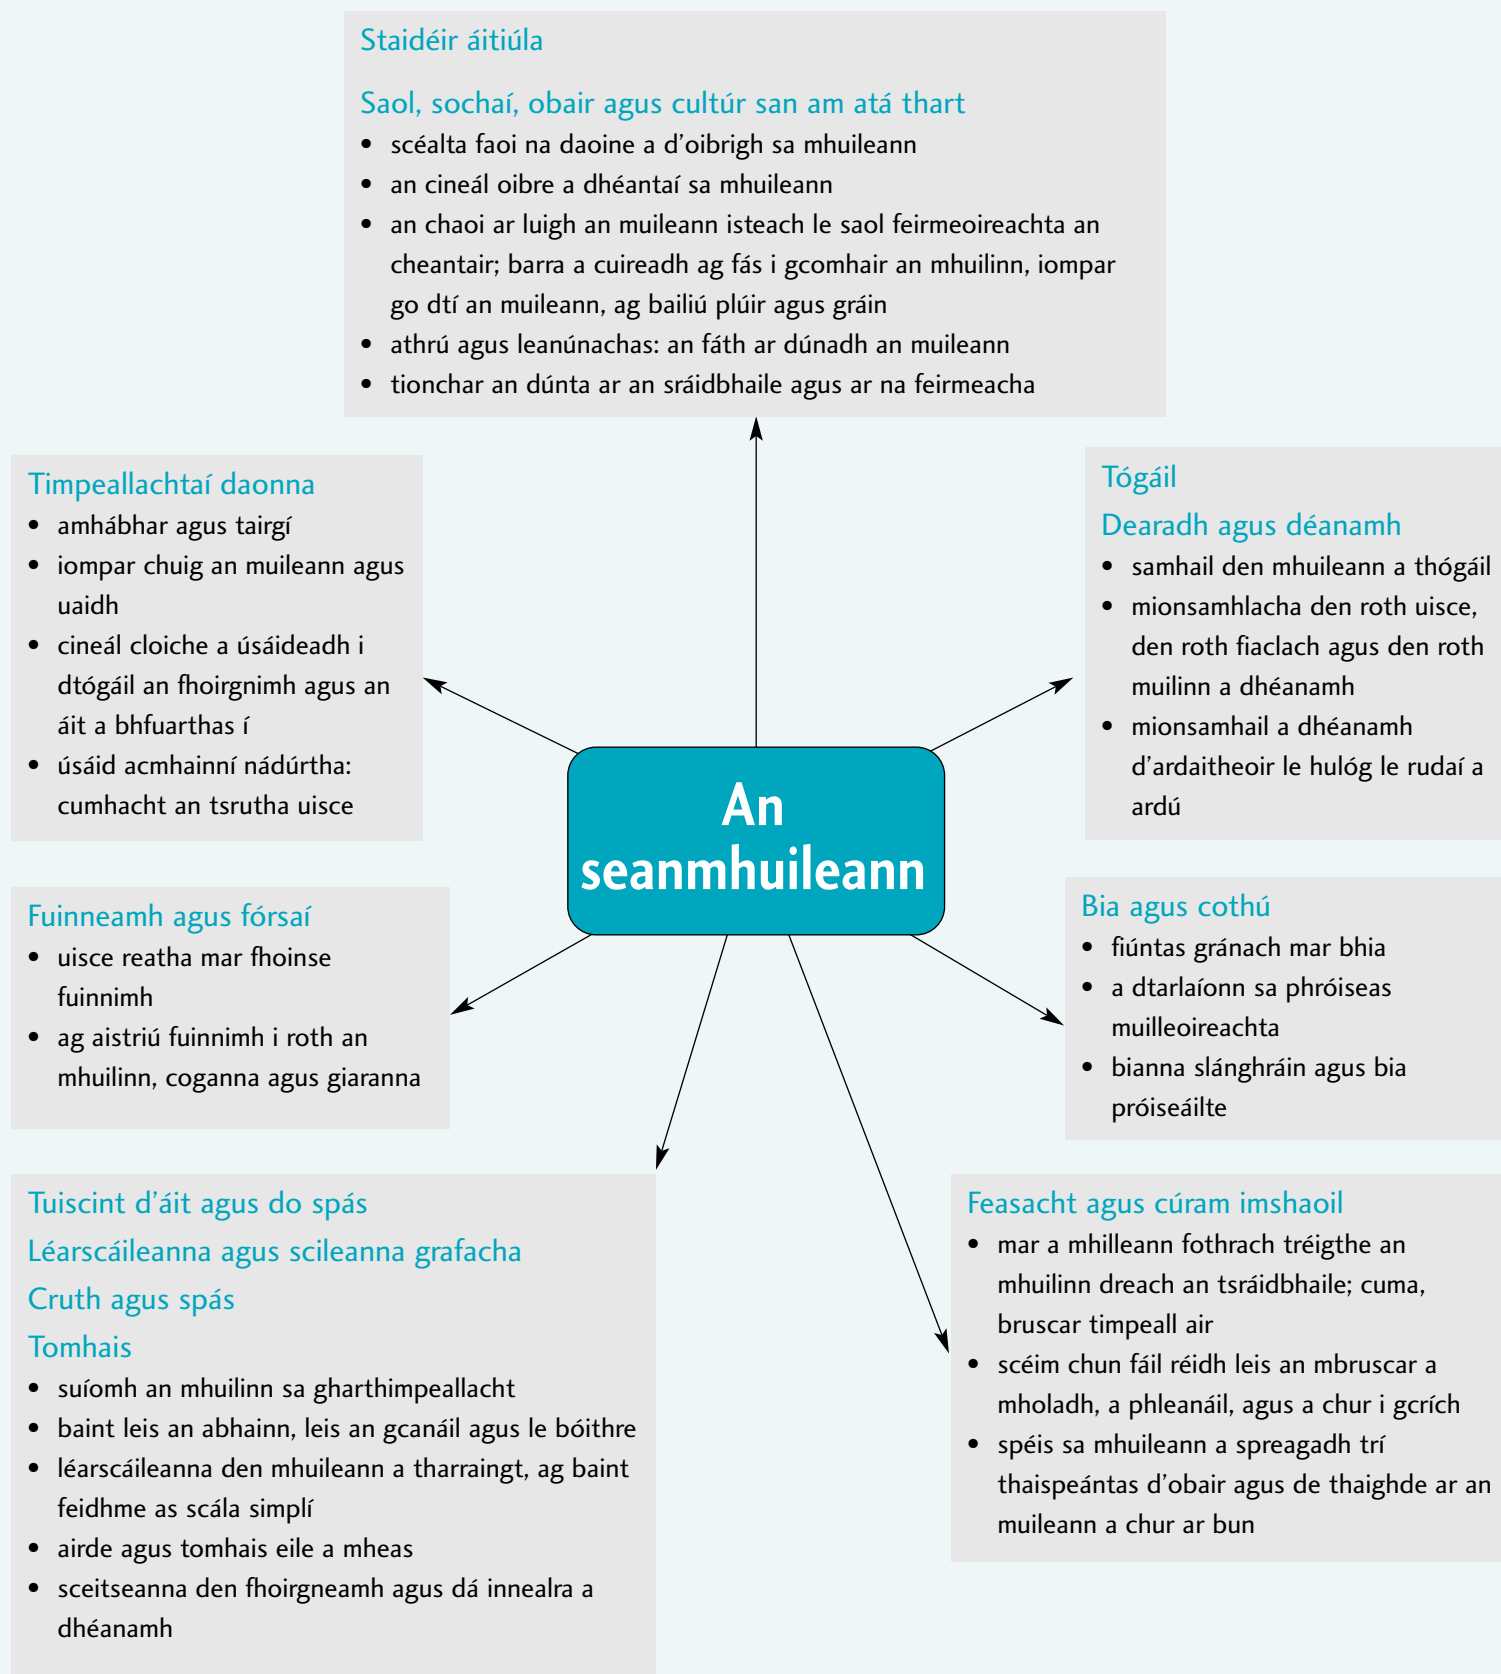 Staidéir áitiúla
Saol, sochaí, obair agus cultúr san am atá thart
• scéalta faoi na daoine a d'oibrigh sa mhuileann
• an cineál oibre a dhéantaí sa mhuileann
• an chaoi ar luigh an muileann isteach le saol feirmeoireachta an
cheantair; barra a cuireadh ag fás i gcomhair an mhuilinn, iompar
go dtí an muileann, ag bailiú plúir agus gráin
• athrú agus leanúnachas: an fáth ar dúnadh an muileann
• tionchar an dúnta ar an sráidbhaile agus ar na feirmeacha
Timpeallachtaí daonna
• amhábhar agus tairgí
• iompar chuig an muileann agus
uaidh
• cineál cloiche a úsáideadh i
dtógáil an fhoirgnimh agus an
áit a bhfuarthas í
• úsáid acmhainní nádúrtha:
cumhacht an tsrutha uisce
Tógáil
Dearadh agus déanamh
• samhail den mhuileann a thógáil
• mionsamhlacha den roth uisce,
den roth fiaclach agus den roth
muilinn a dhéanamh
• mionsamhail a dhéanamh
d'ardaitheoir le hulóg le rudaí a
ardú
An
seanmhuileann
Fuinneamh agus fórsaí
• uisce reatha mar fhoinse
fuinnimh
• ag aistriú fuinnimh i roth an
mhuilinn, coganna agus giaranna
Bia agus cothú
• fiúntas gránach mar bhia
• a dtarlaíonn sa phróiseas
muilleoireachta
• bianna slánghráin agus bia
próiseáilte
Tuiscint d'áit agus do spás
Léarscáileanna agus scileanna grafacha
Cruth agus spás
Tomhais
• suíomh an mhuilinn sa gharthimpeallacht
• baint leis an abhainn, leis an gcanáil agus le bóithre
• léarscáileanna den mhuileann a tharraingt, ag baint
feidhme as scála simplí
• airde agus tomhais eile a mheas
• sceitseanna den fhoirgneamh agus dá innealra a
dhéanamh
Feasacht agus cúram imshaoil
• mar a mhilleann fothrach tréigthe an
mhuilinn dreach an tsráidbhaile; cuma,
bruscar timpeall air
• scéim chun fáil réidh leis an mbruscar a
mholadh, a phleanáil, agus a chur i gcrích
• spéis sa mhuileann a spreagadh trí
thaispeántas d'obair agus de thaighde ar an
muileann a chur ar bun